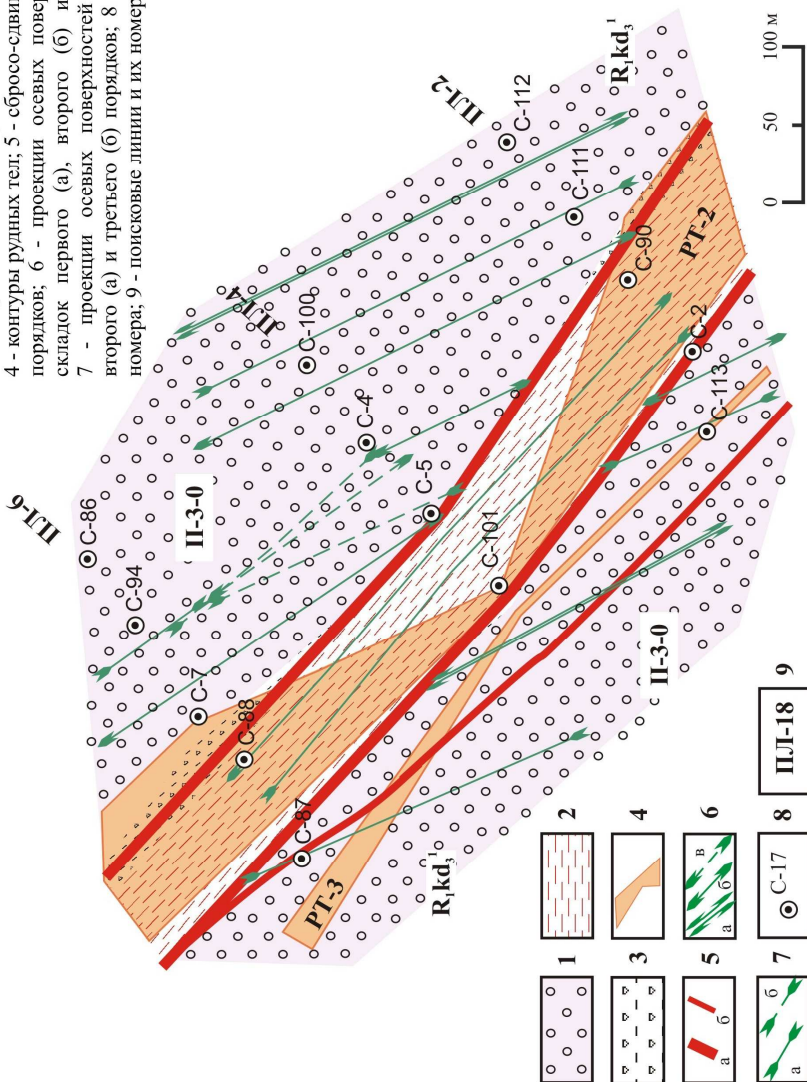 4 - контуры рудных тел; 5 - сбросо-сдвиг
порядков; 6 - проекции осевых повер
складок первого (а), второго (б) и
7 - проекции осевых поверхностей
второго (а) и третьего (б) порядков; 8
номера; 9 - поисковые линии и их номер
ПЛ-6
ПЛ-4
ПЛ-2
С-86
С-94
С-7
С-88
С-87
II-3-0
С-100
С-4
С-5
С-101
С-112
С-111
С-90
С-2
С-113
R₁kd₃¹
РТ-2
РТ-3
R₁kd₃¹
II-3-0
0 50 100 м
1
2
3
4
5
а б
6
а б в
7
а б
8
С-17
9
ПЛ-18